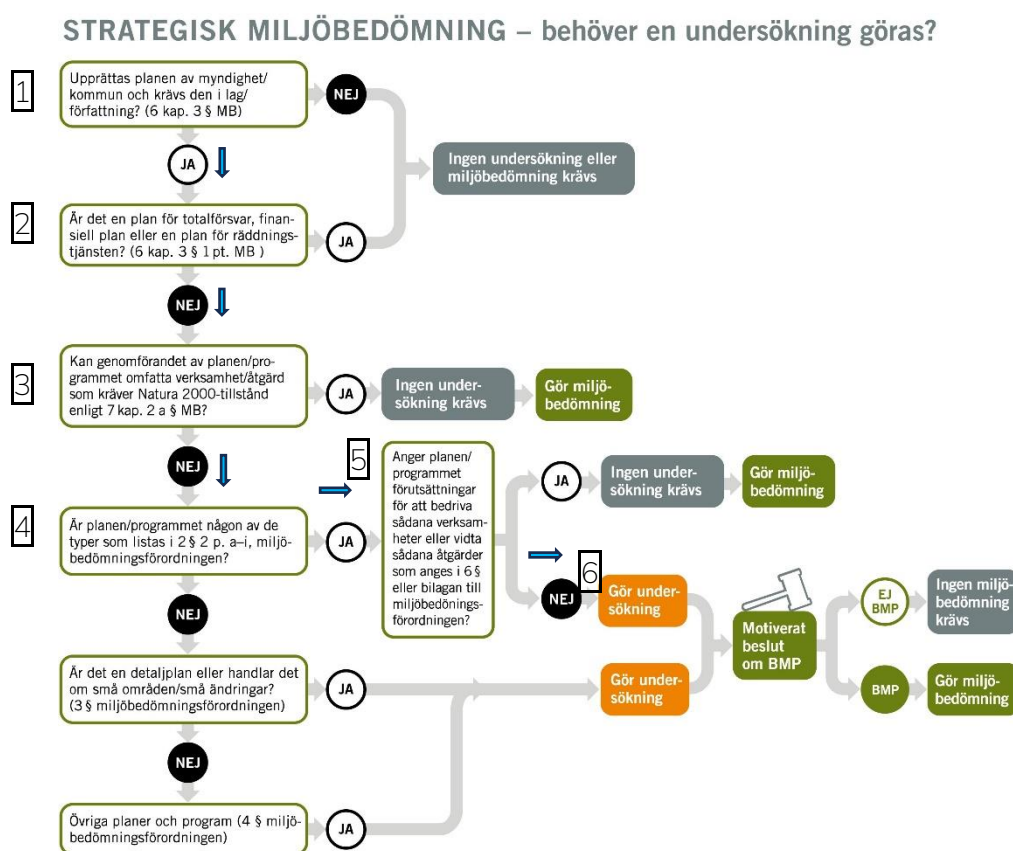 STRATEGISK MILJÖBEDÖMNING – behöver en undersökning göras?
1
Upprättas planen av myndighet/
kommun och krävs den i lag/
författning? (6 kap. 3 § MB)
NEJ
JA
Ingen undersökning eller
miljöbedömning krävs
2
Är det en plan för totalförsvar, finan-
siell plan eller en plan för räddnings-
tjänsten? (6 kap. 3 § 1 pt. MB )
JA
NEJ
3
Kan genomförandet av planen/pro-
grammet omfatta verksamhet/åtgärd
som kräver Natura 2000-tillstånd
enligt 7 kap. 2 a § MB?
JA
Ingen under-
sökning krävs
Gör miljö-
bedömning
NEJ
4
Är planen/programmet någon av de
typer som listas i 2 § 2 p. a–i, miljö-
bedömningsförordningen?
JA
5
Anger planen/
programmet
förutsättningar
för att bedriva
sådana verksam-
heter eller vidta
sådana åtgärder
som anges i 6 §
eller bilagan till
miljöbedönings-
förordningen?
JA
Ingen under-
sökning krävs
Gör miljö-
bedömning
NEJ
6
Gör under-
sökning
Motiverat
beslut
om BMP
EJ
BMP
Ingen miljö-
bedömning
krävs
BMP
Gör miljö-
bedömning
NEJ
Är det en detaljplan eller handlar det
om små områden/små ändringar?
(3 § miljöbedömningsförordningen)
JA
Gör under-
sökning
NEJ
Övriga planer och program (4 § miljö-
bedömningsförordningen)
JA